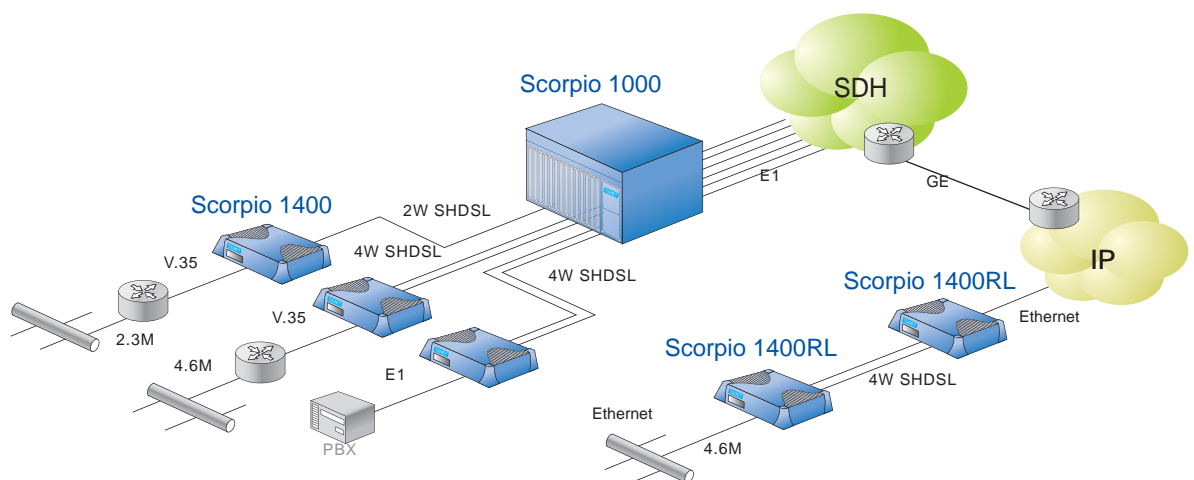 SDH
Scorpio 1000
E1
GE
Scorpio 1400
2W SHDSL
4W SHDSL
4W SHDSL
IP
V.35
Scorpio 1400RL
Ethernet
V.35
2.3M
Scorpio 1400RL
4.6M
E1
4W SHDSL
Ethernet
PBX
4.6M